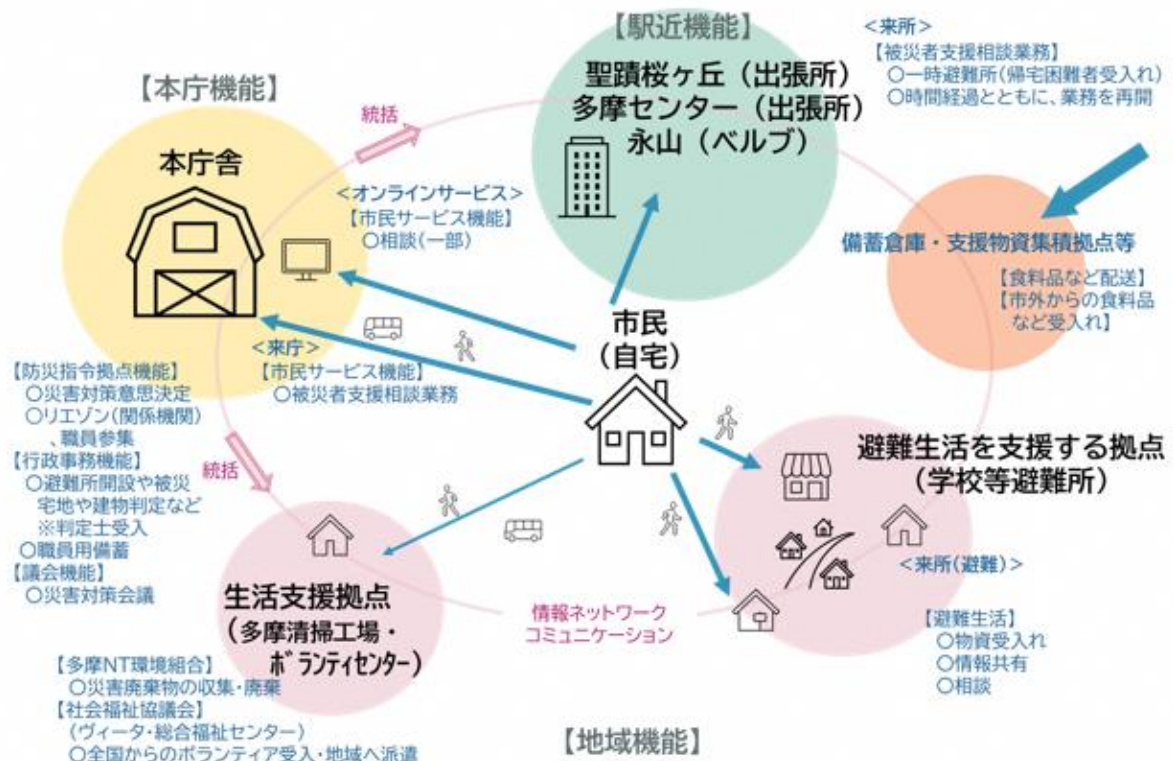 【駅近機能】
聖蹟桜ヶ丘（出張所）
多摩センター（出張所）
永山（ベルブ）
<来所>
【被災者支援相談業務】
○一時避難所(帰宅困難者受入れ)
○時間経過とともに、業務を再開
【本庁機能】
本庁舎
統括
<オンラインサービス>
【市民サービス機能】
○相談(一部)
備蓄倉庫・支援物資集積拠点等
【食料品など配送】
【市外からの食料品
など受入れ】
市民
(自宅)
<来庁>
【市民サービス機能】
○被災者支援相談業務
【防災指令拠点機能】
○災害対策意思決定
○リエゾン(関係機関)
、職員参集
【行政事務機能】
○避難所開設や被災
宅地や建物判定など
※判定士受入
○職員用備蓄
【議会機能】
○災害対策会議
統括
避難生活を支援する拠点
（学校等避難所）
<来所(避難)>
【避難生活】
○物資受入れ
○情報共有
○相談
生活支援拠点
（多摩清掃工場・
ボランティセンター）
情報ネットワーク
コミュニケーション
【多摩NT環境組合】
○災害廃棄物の収集・廃棄
【社会福祉協議会】
(ヴィータ・総合福祉センター)
○全国からのボランティア受入・地域へ派遣
【地域機能】